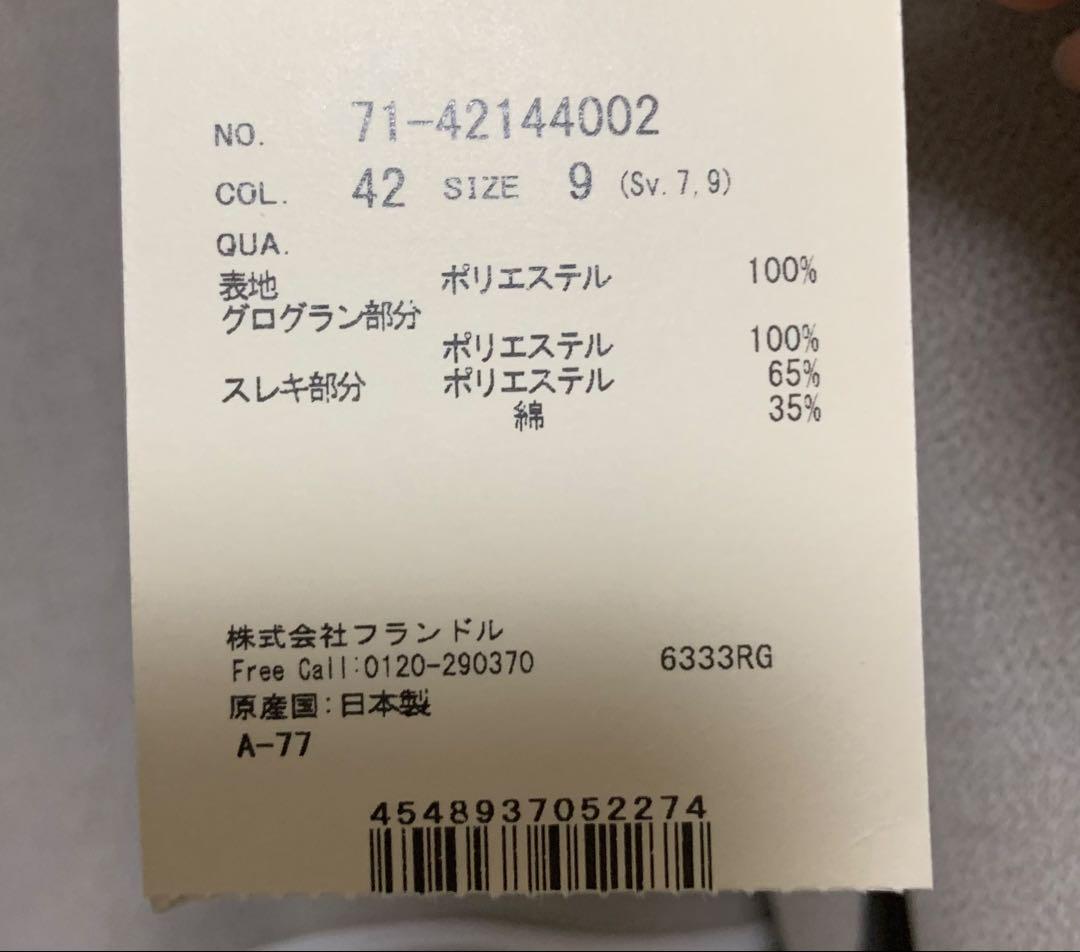 NO. 71-42144002
COL. 42 SIZE 9 (Sv.7,9)
QUA.
表地 ポリエステル 100%
グログラン部分
ポリエステル 100%
スレキ部分 ポリエステル 65%
綿 35%
株式会社フランドル
Free Call:0120-290370 6333RG
原産国:日本製
A-77
4548937052274